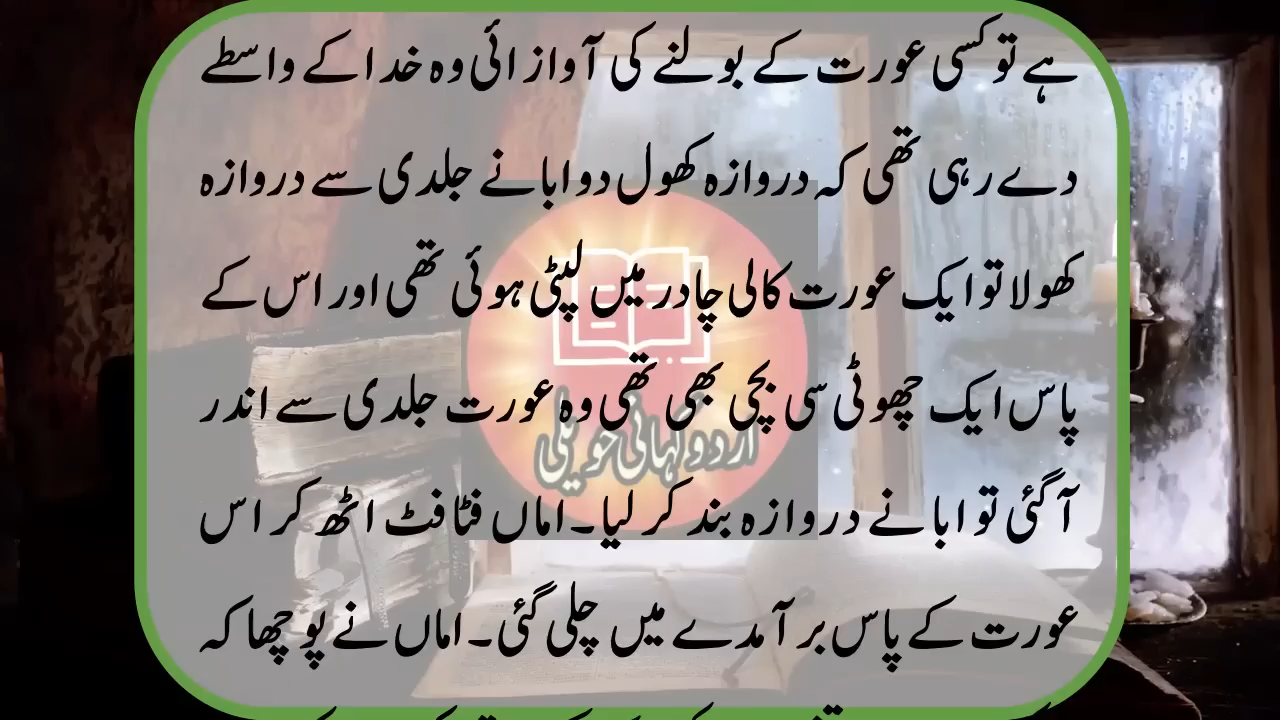 ہے تو کسی عورت کے بولنے کی آواز ائی وہ خدا کے واسطے
دے رہی تھی کہ دروازہ کھول دو ابا نے جلدی سے دروازہ
کھولا تو ایک عورت کالی چادر میں لپٹی ہوئی تھی اور اس کے
پاس ایک چھوٹی سی بچی بھی تھی وہ عورت جلدی سے اندر
اردو کہانی حویلی
آگئی تو ابا نے دروازہ بند کر لیا۔ اماں فٹافٹ اٹھ کر اس
عورت کے پاس برآمدے میں چلی گئی۔ اماں نے پوچھا کہ